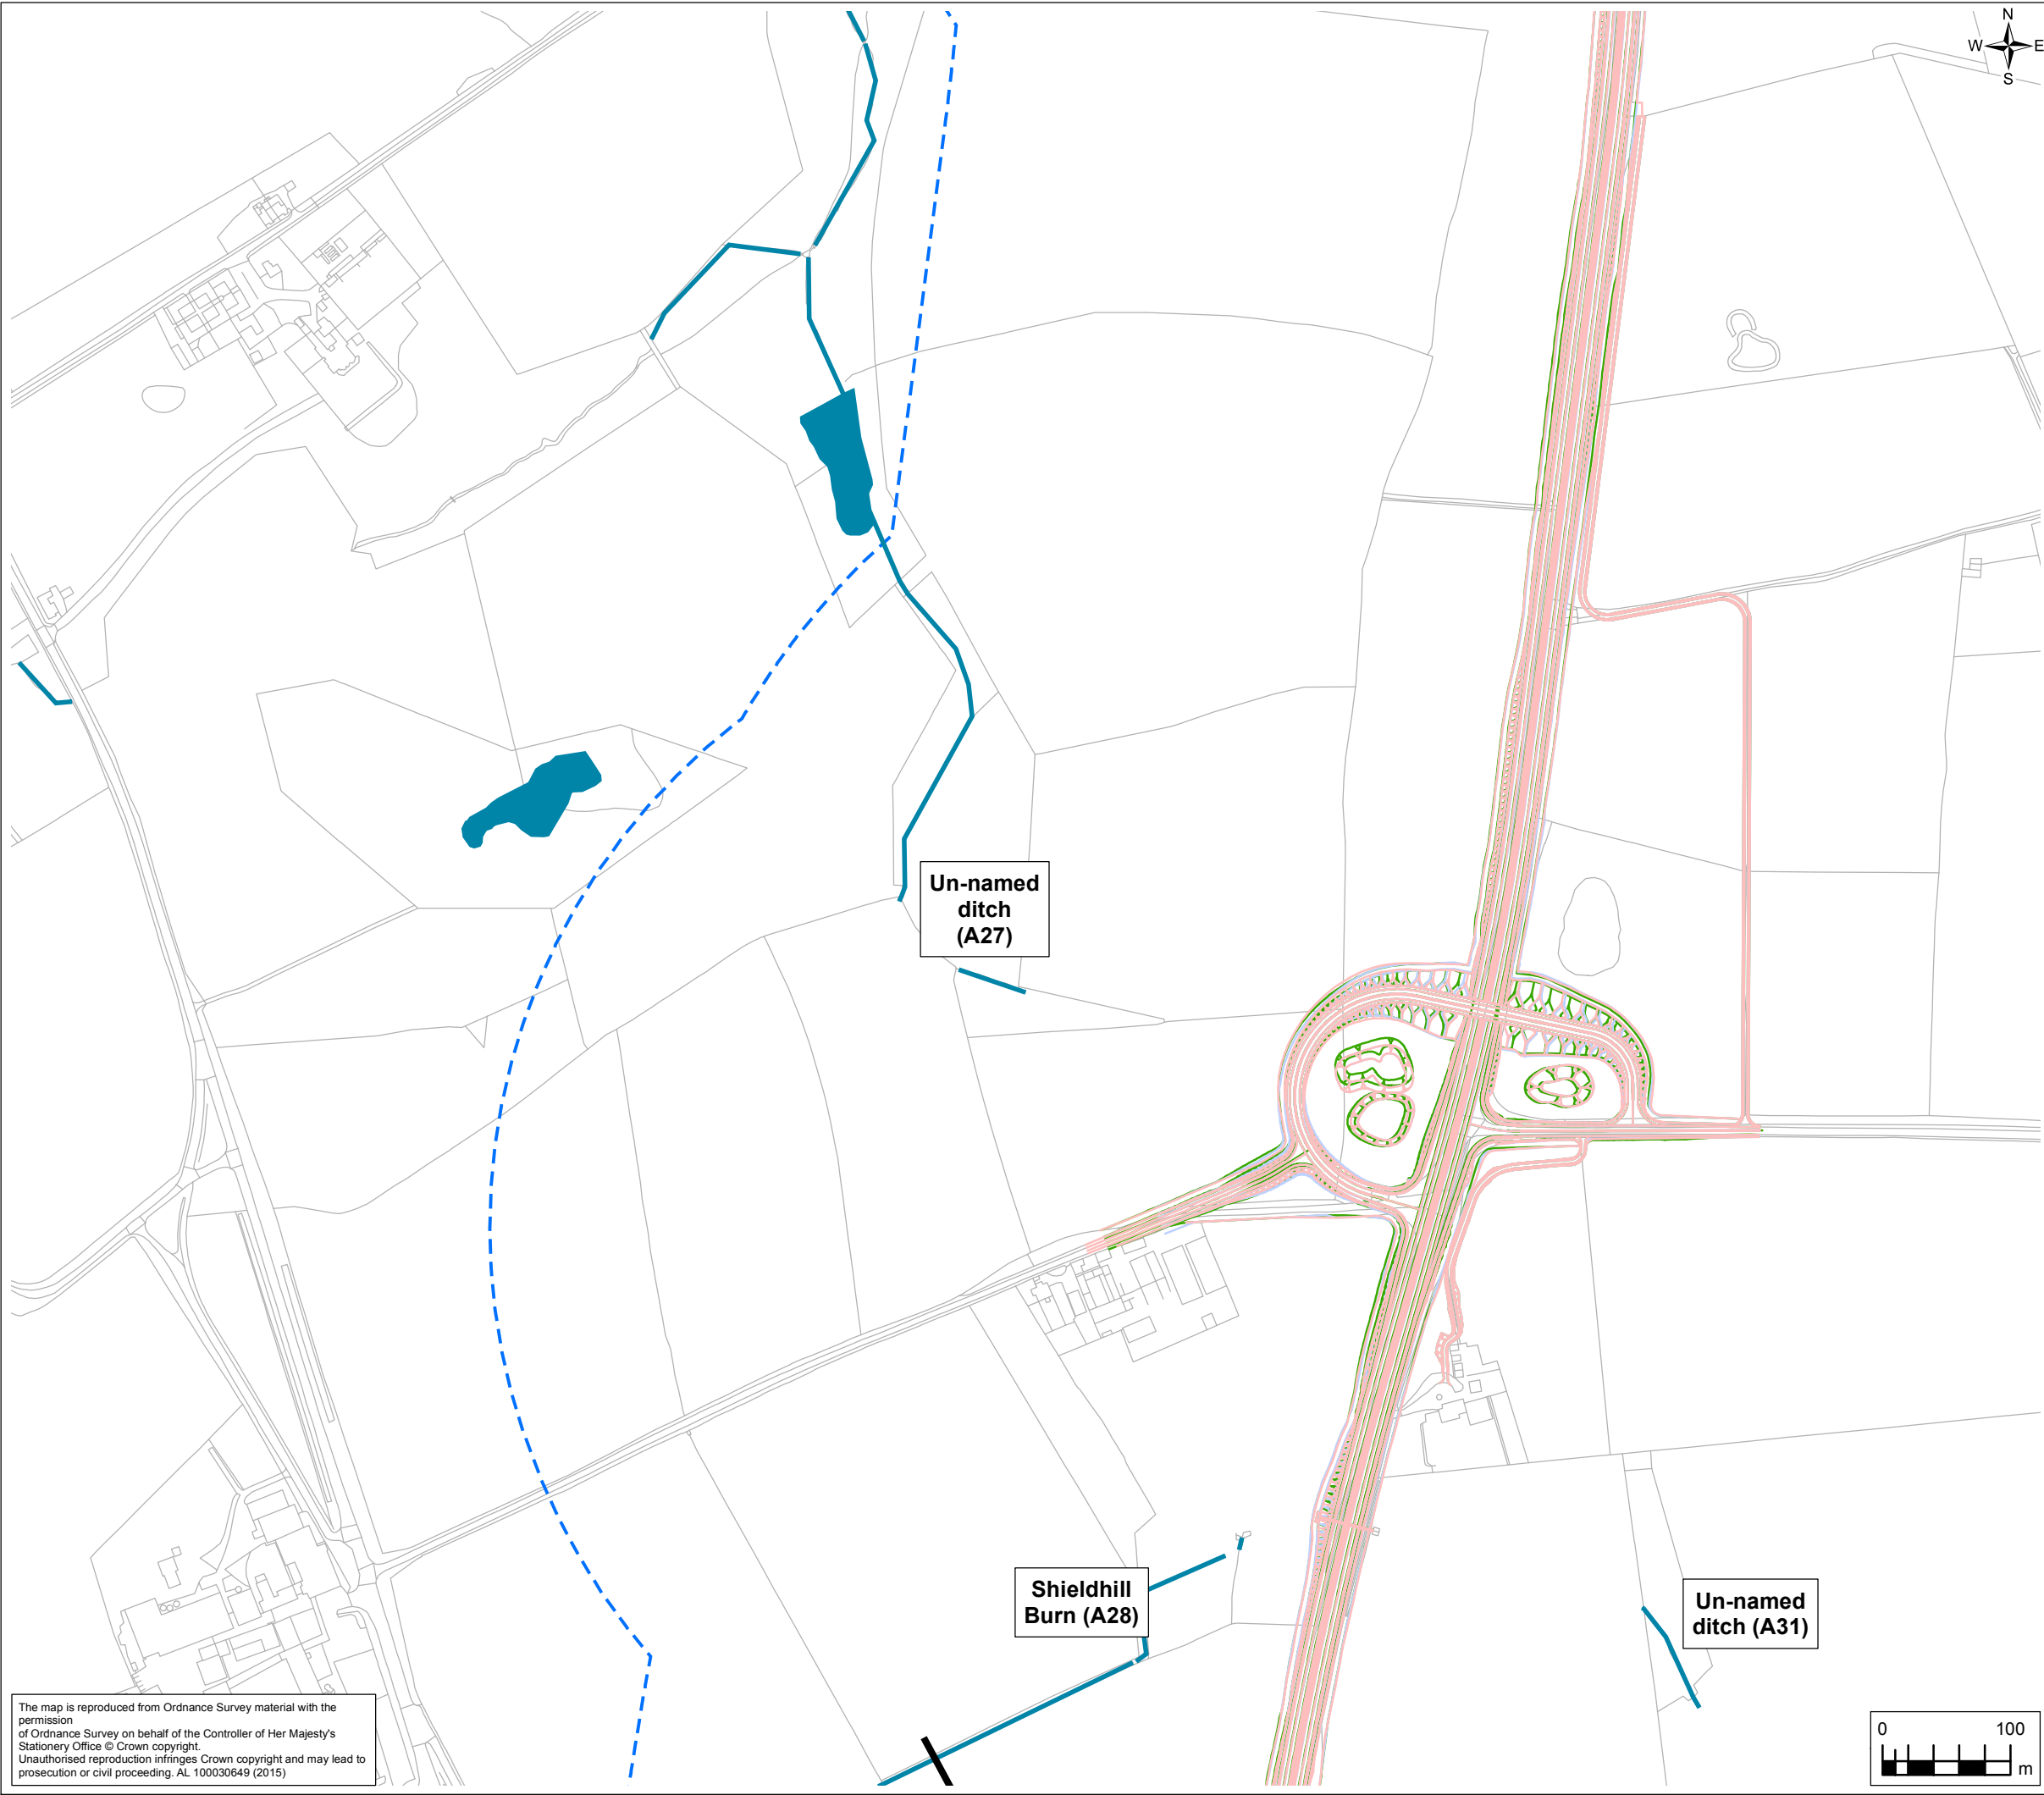 N
W E
S
Un-named
ditch
(A27)
Shieldhill
Burn (A28)
Un-named
ditch (A31)
The map is reproduced from Ordnance Survey material with the
permission
of Ordnance Survey on behalf of the Controller of Her Majesty's
Stationery Office © Crown copyright.
Unauthorised reproduction infringes Crown copyright and may lead to
prosecution or civil proceeding. AL 100030649 (2015)
0 100
m